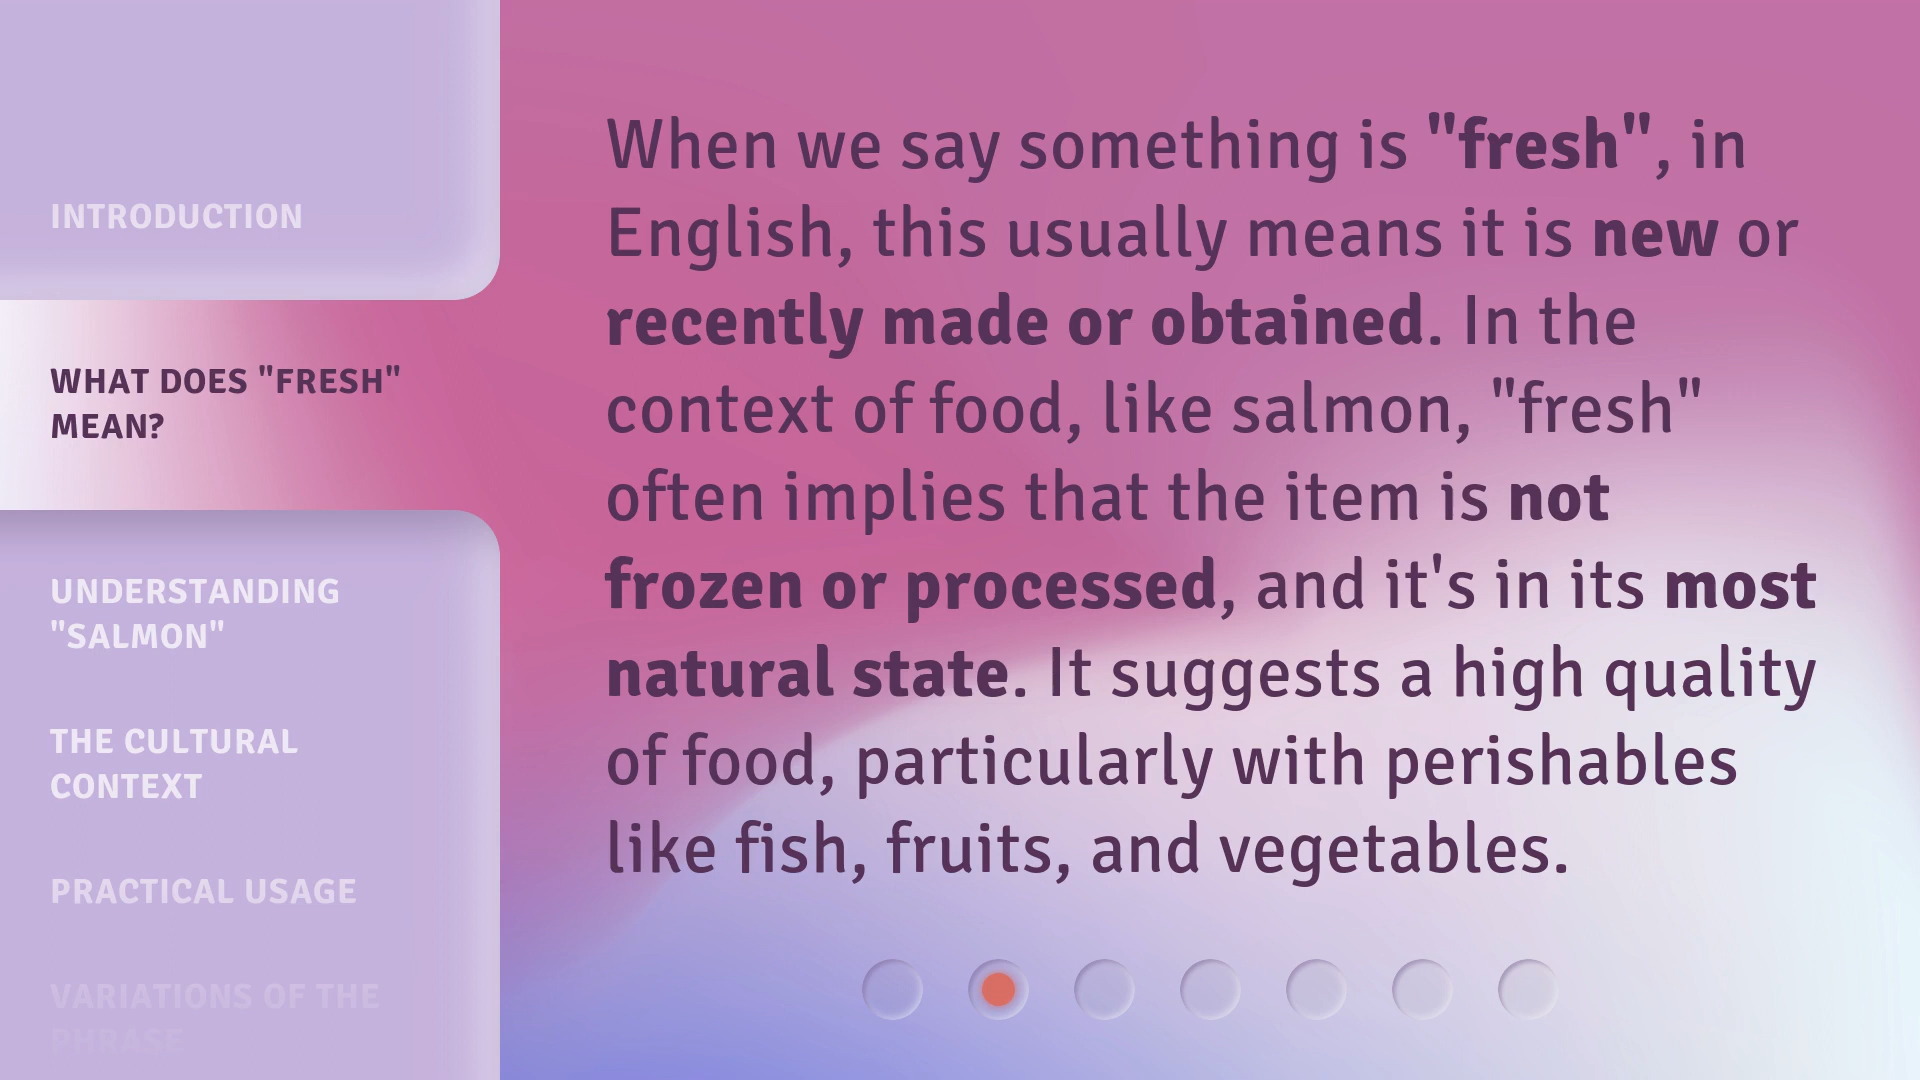 INTRODUCTION
WHAT DOES "FRESH"
MEAN?
UNDERSTANDING
"SALMON"
THE CULTURAL
CONTEXT
PRACTICAL USAGE
VARIATIONS OF THE
PHRASE
When we say something is "fresh", in
English, this usually means it is new or
recently made or obtained. In the
context of food, like salmon, "fresh"
often implies that the item is not
frozen or processed, and it's in its most
natural state. It suggests a high quality
of food, particularly with perishables
like fish, fruits, and vegetables.